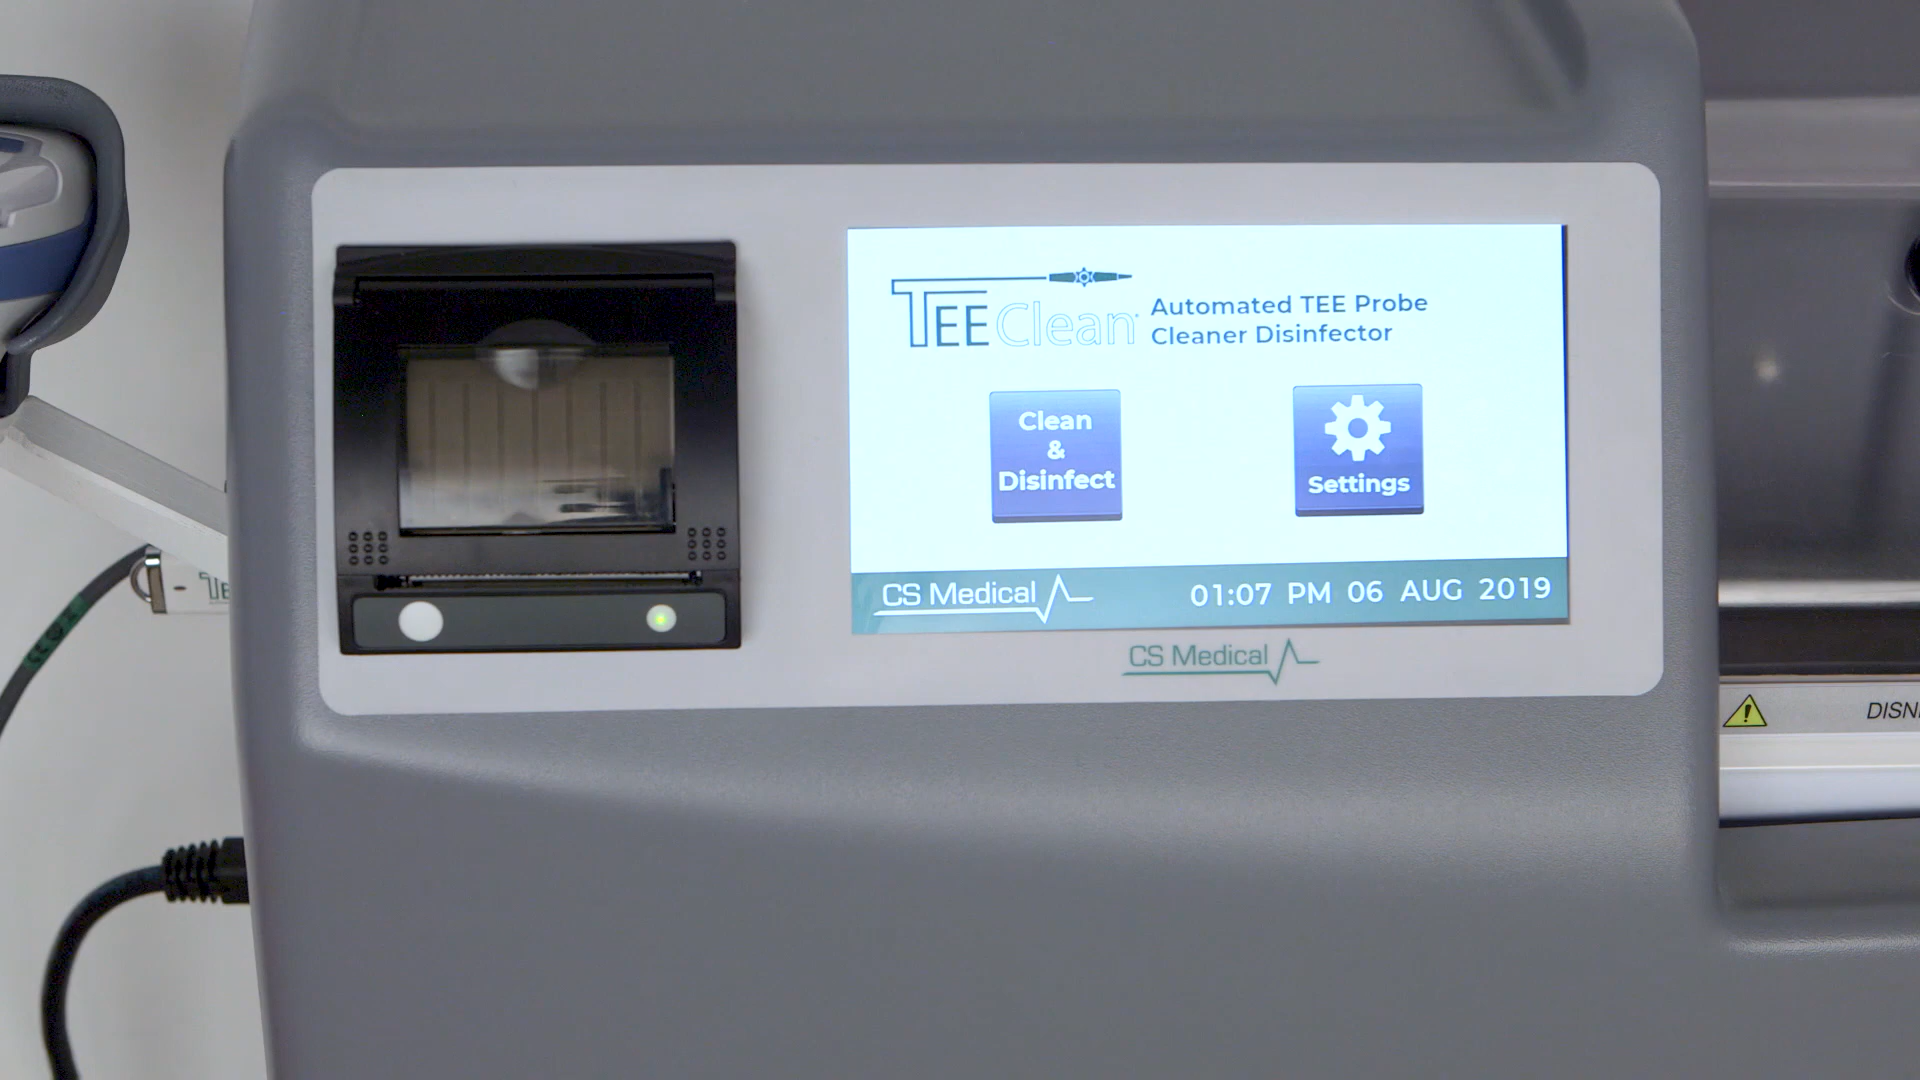 TEEClean
Automated TEE Probe
Cleaner Disinfector
Clean
&
Disinfect
Settings
CS Medical
01:07 PM 06 AUG 2019
CS Medical